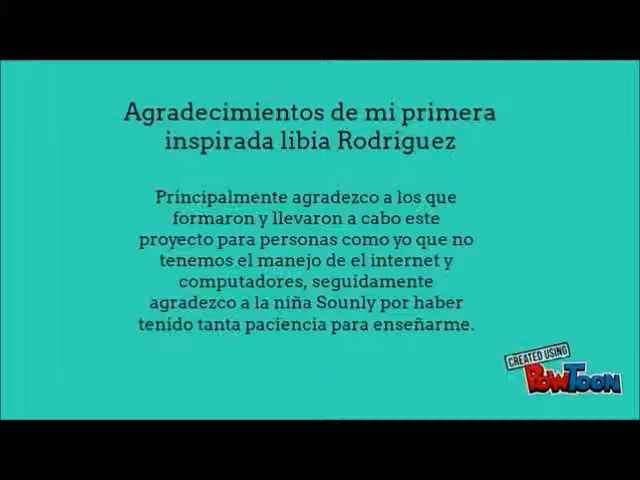 Agradecimientos de mi primera
inspirada libia Rodriguez
Principalmente agradezco a los que
formaron y llevaron a cabo este
proyecto para personas como yo que no
tenemos el manejo de el internet y
computadores, seguidamente
agradezco a la niña Sounly por haber
tenido tanta paciencia para enseñarme.
CREATED USING
POWTOON